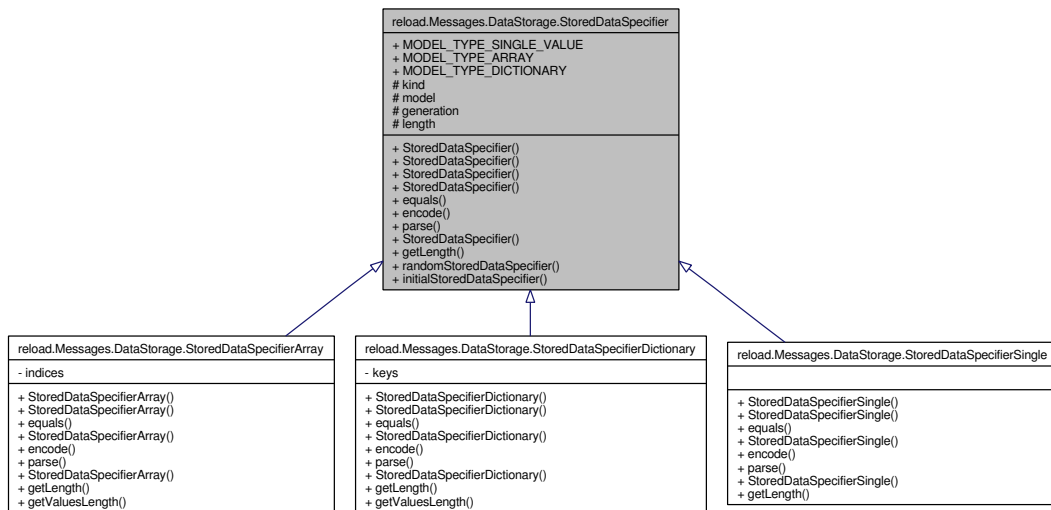 reload.Messages.DataStorage.StoredDataSpecifier
+ MODEL_TYPE_SINGLE_VALUE
+ MODEL_TYPE_ARRAY
+ MODEL_TYPE_DICTIONARY
# kind
# model
# generation
# length
+ StoredDataSpecifier()
+ StoredDataSpecifier()
+ StoredDataSpecifier()
+ StoredDataSpecifier()
+ equals()
+ encode()
+ parse()
+ StoredDataSpecifier()
+ getLength()
+ randomStoredDataSpecifier()
+ initialStoredDataSpecifier()
reload.Messages.DataStorage.StoredDataSpecifierArray
- indices
+ StoredDataSpecifierArray()
+ StoredDataSpecifierArray()
+ equals()
+ StoredDataSpecifierArray()
+ encode()
+ parse()
+ StoredDataSpecifierArray()
+ getLength()
+ getValuesLength()
reload.Messages.DataStorage.StoredDataSpecifierDictionary
- keys
+ StoredDataSpecifierDictionary()
+ StoredDataSpecifierDictionary()
+ equals()
+ StoredDataSpecifierDictionary()
+ encode()
+ parse()
+ StoredDataSpecifierDictionary()
+ getLength()
+ getValuesLength()
reload.Messages.DataStorage.StoredDataSpecifierSingle
+ StoredDataSpecifierSingle()
+ StoredDataSpecifierSingle()
+ equals()
+ StoredDataSpecifierSingle()
+ encode()
+ parse()
+ StoredDataSpecifierSingle()
+ getLength()